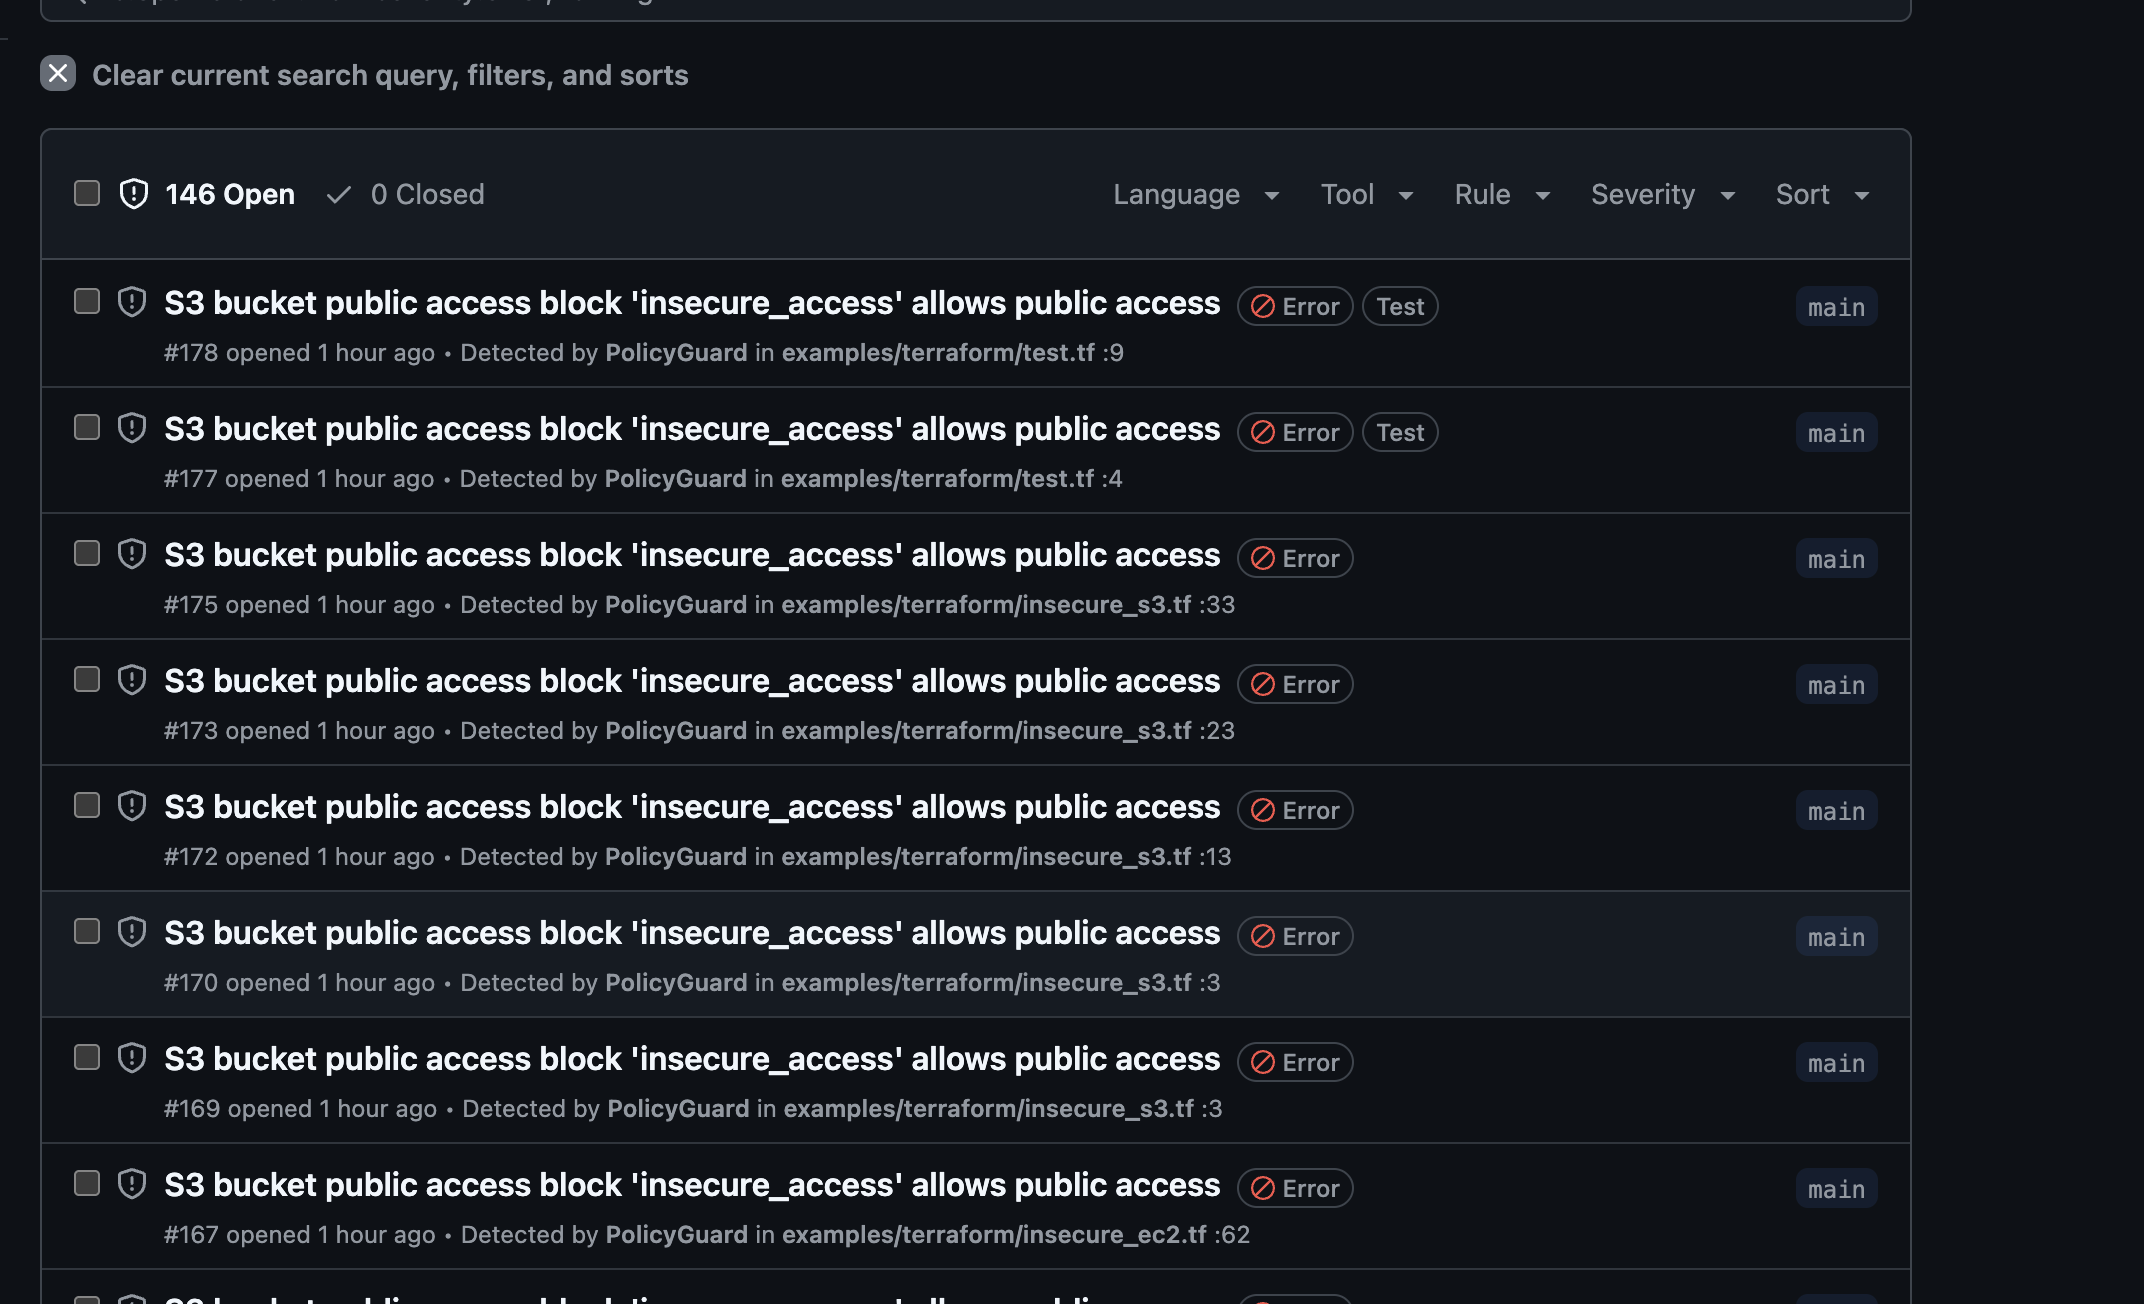 Clear current search query, filters, and sorts
146 Open 0 Closed Language Tool Rule Severity Sort
S3 bucket public access block 'insecure_access' allows public access Error Test main
#178 opened 1 hour ago • Detected by PolicyGuard in examples/terraform/test.tf :9
S3 bucket public access block 'insecure_access' allows public access Error Test main
#177 opened 1 hour ago • Detected by PolicyGuard in examples/terraform/test.tf :4
S3 bucket public access block 'insecure_access' allows public access Error main
#175 opened 1 hour ago • Detected by PolicyGuard in examples/terraform/insecure_s3.tf :33
S3 bucket public access block 'insecure_access' allows public access Error main
#173 opened 1 hour ago • Detected by PolicyGuard in examples/terraform/insecure_s3.tf :23
S3 bucket public access block 'insecure_access' allows public access Error main
#172 opened 1 hour ago • Detected by PolicyGuard in examples/terraform/insecure_s3.tf :13
S3 bucket public access block 'insecure_access' allows public access Error main
#170 opened 1 hour ago • Detected by PolicyGuard in examples/terraform/insecure_s3.tf :3
S3 bucket public access block 'insecure_access' allows public access Error main
#169 opened 1 hour ago • Detected by PolicyGuard in examples/terraform/insecure_s3.tf :3
S3 bucket public access block 'insecure_access' allows public access Error main
#167 opened 1 hour ago • Detected by PolicyGuard in examples/terraform/insecure_ec2.tf :62